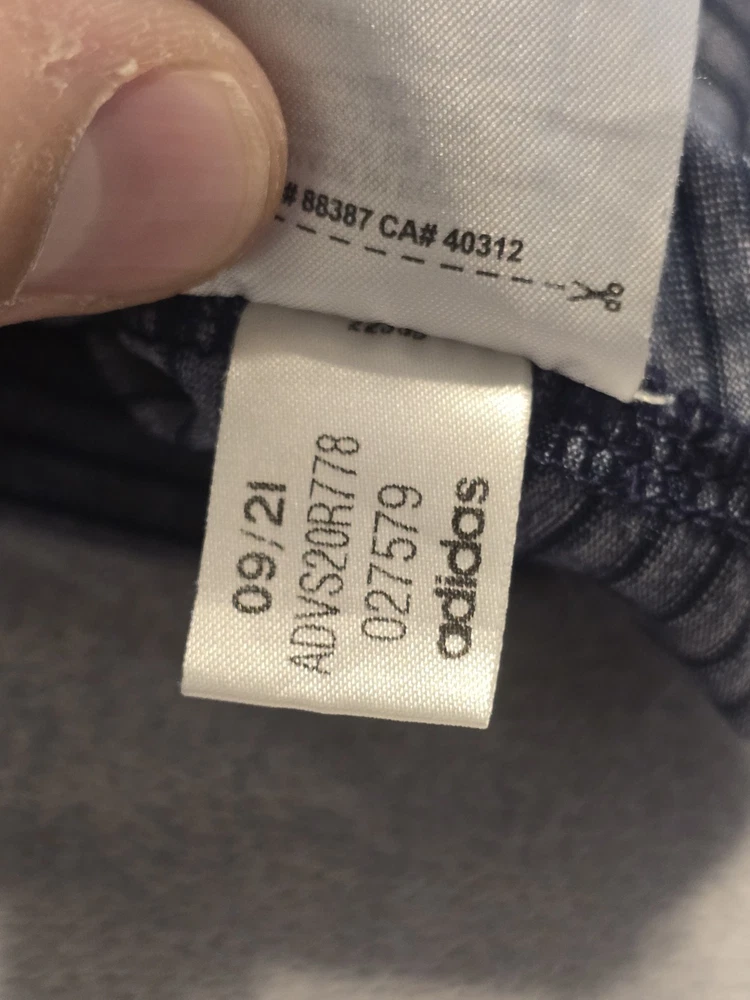 # 88387 CA# 40312
09/21
ADVS20R778
027579
adidas